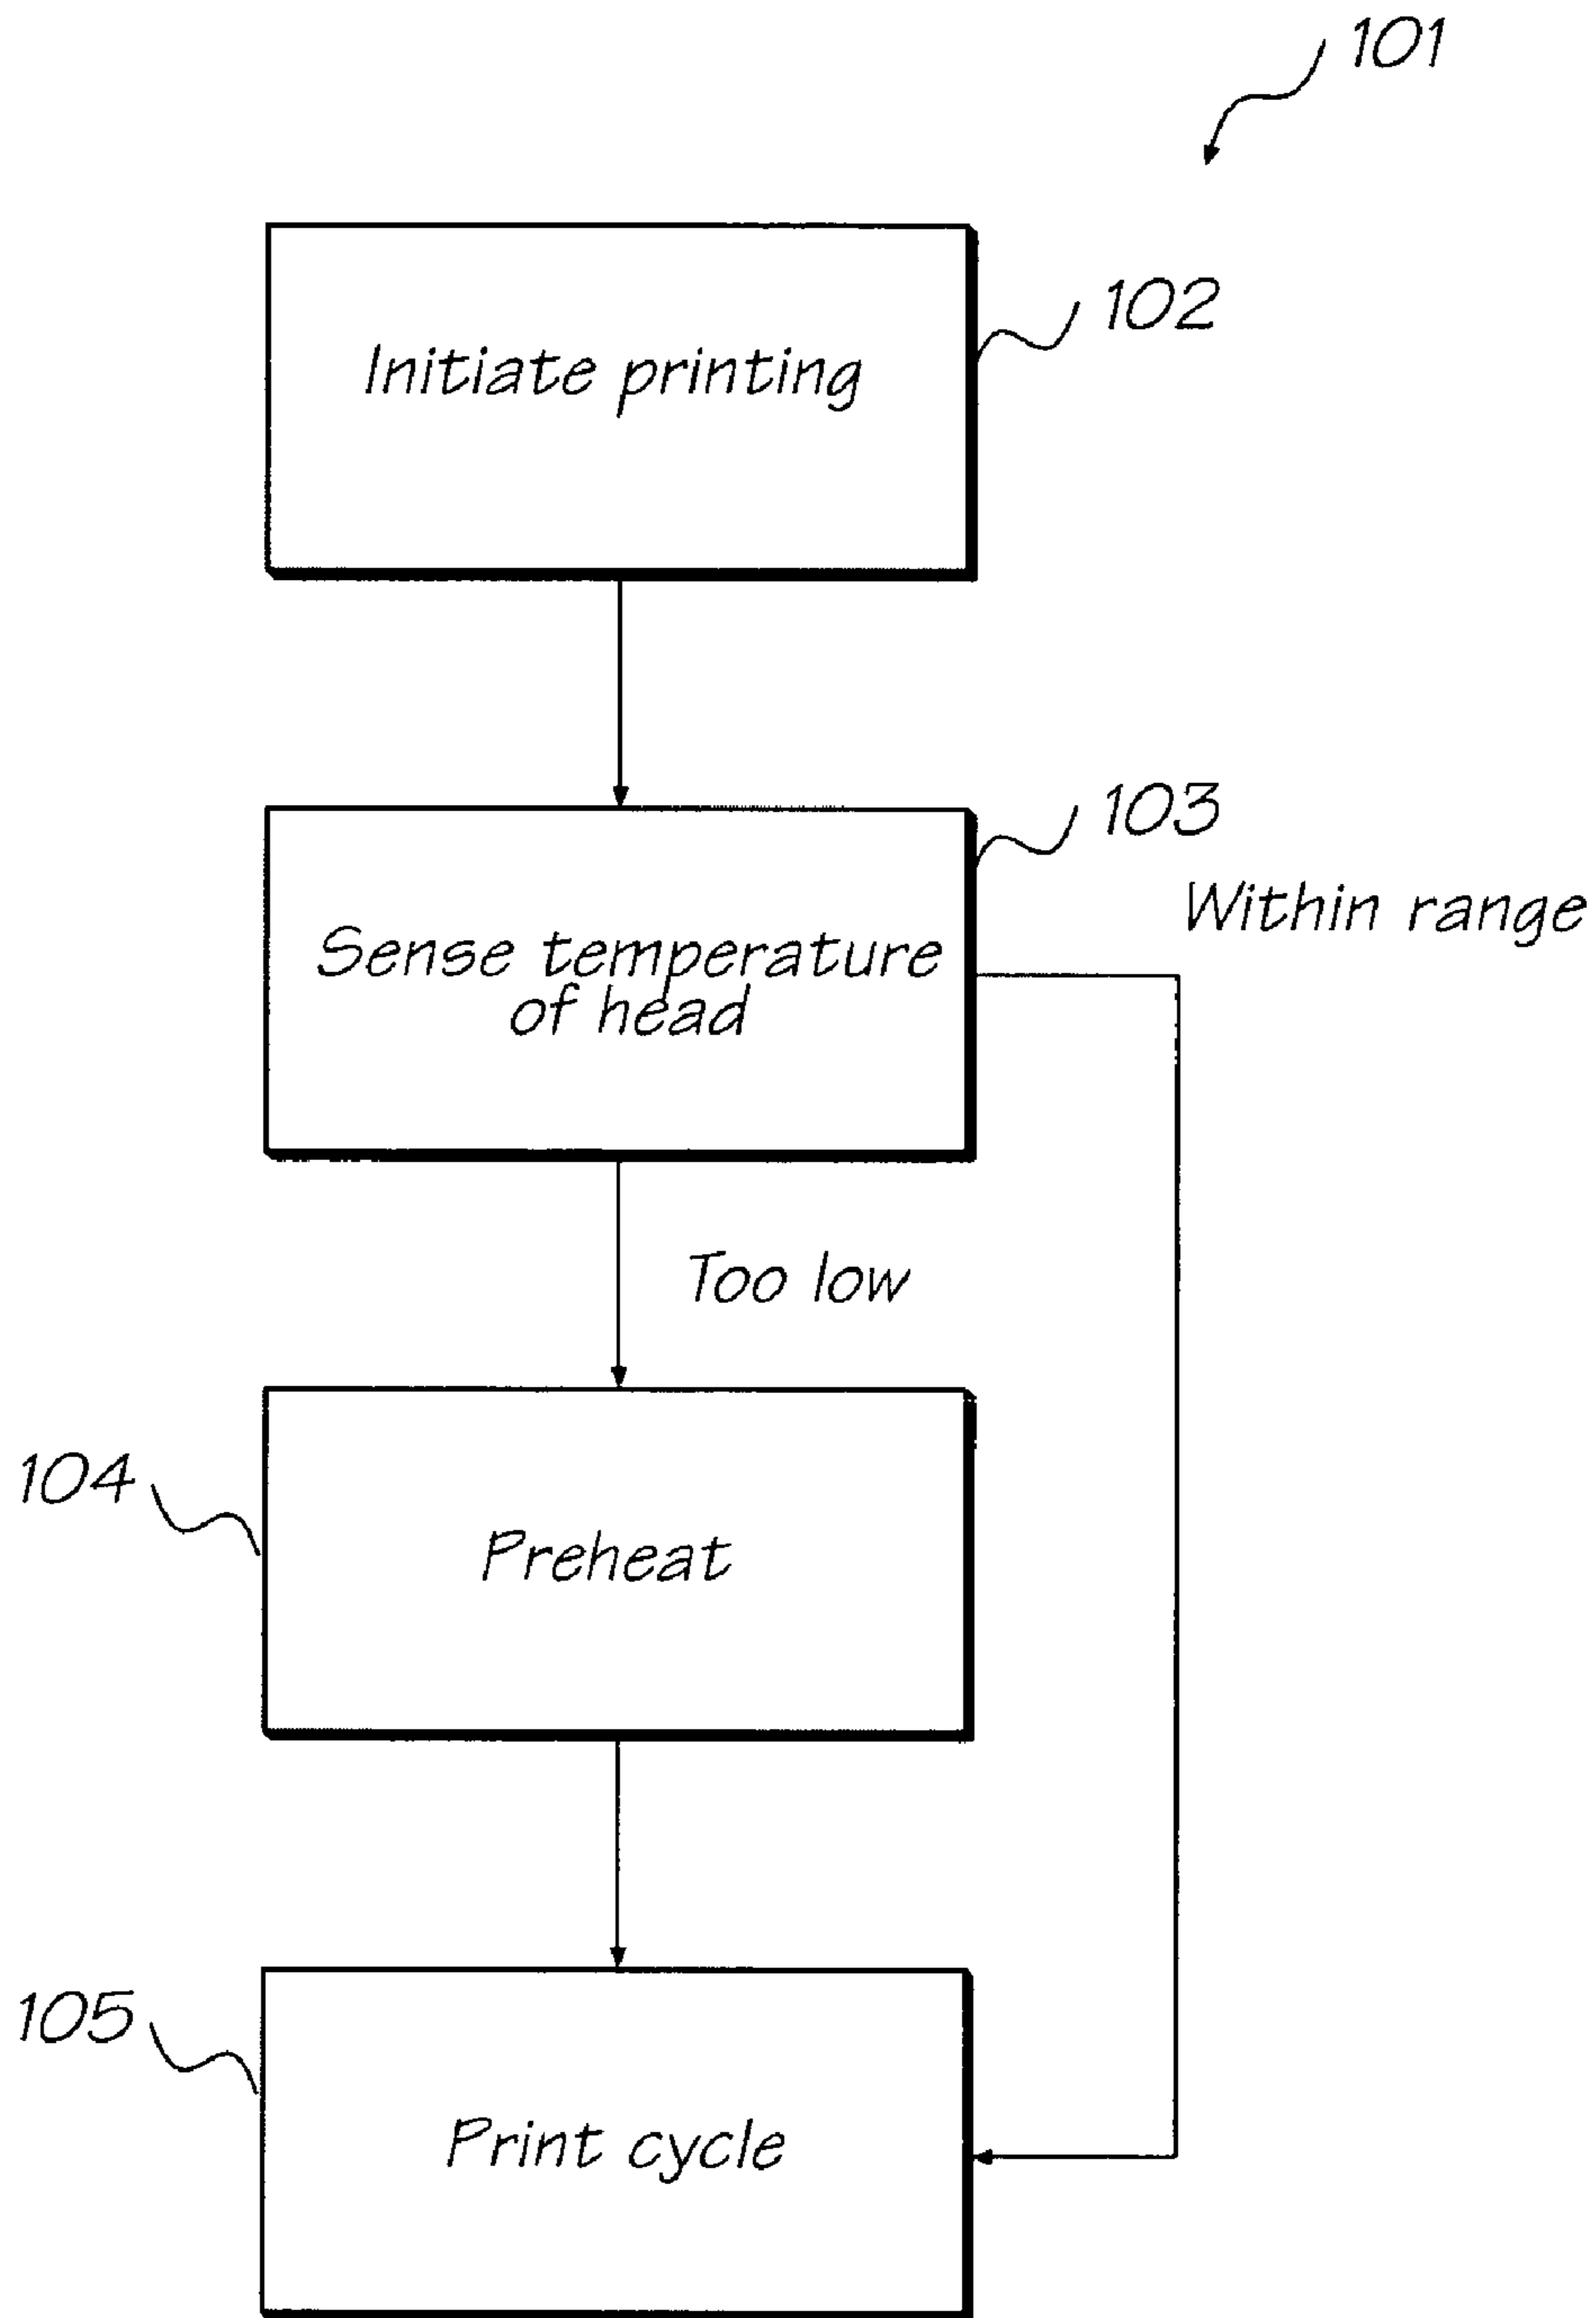 101
Initiate printing
102
103
Within range
Sense temperature
of head
Too low
104
Preheat
105
Print cycle